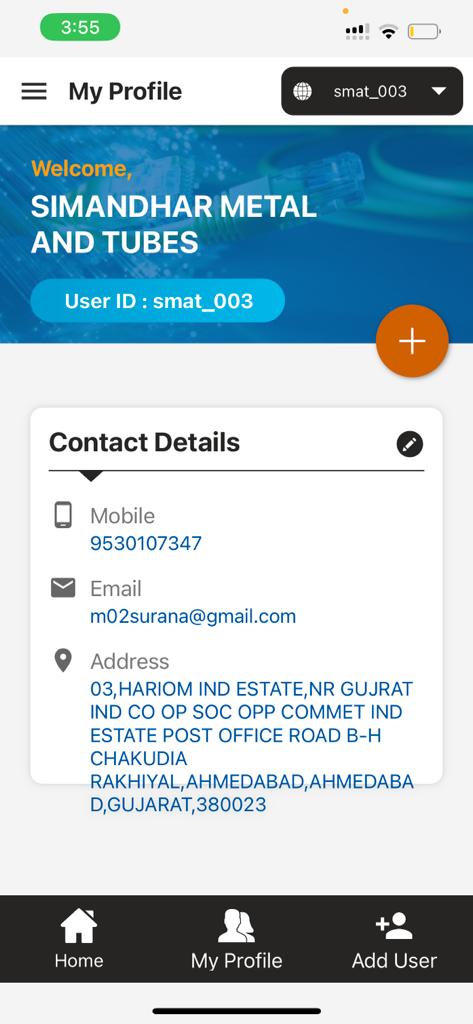 3:55
My Profile
smat_003
Welcome,
SIMANDHAR METAL
AND TUBES
User ID : smat_003
Contact Details
Mobile
9530107347
Email
m02surana@gmail.com
Address
03,HARIOM IND ESTATE,NR GUJRAT
IND CO OP SOC OPP COMMET IND
ESTATE POST OFFICE ROAD B-H
CHAKUDIA
RAKHIYAL,AHMEDABAD,AHMEDABA
D,GUJARAT,380023
Home
My Profile
Add User